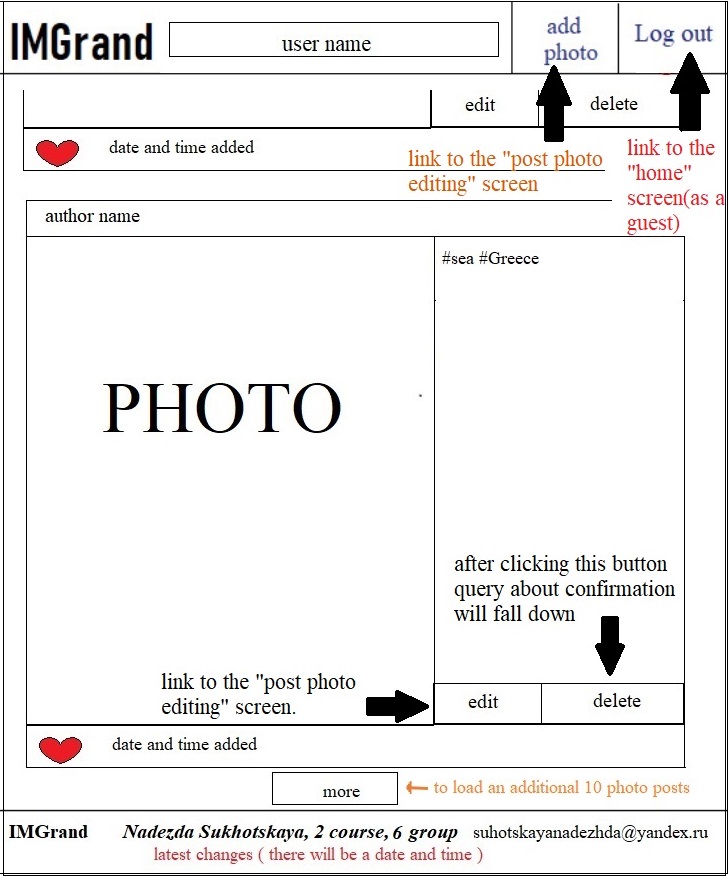 IMGrand
user name
add
photo
Log out
edit
delete
date and time added
link to the "post photo
editing" screen
link to the
"home"
screen(as a
guest)
author name
#sea #Greece
PHOTO
after clicking this button
query about confirmation
will fall down
link to the "post photo
editing" screen.
edit
delete
date and time added
more
to load an additional 10 photo posts
IMGrand
Nadezda Sukhotskaya, 2 course, 6 group
suhotskayanadezhda@yandex.ru
latest changes ( there will be a date and time )